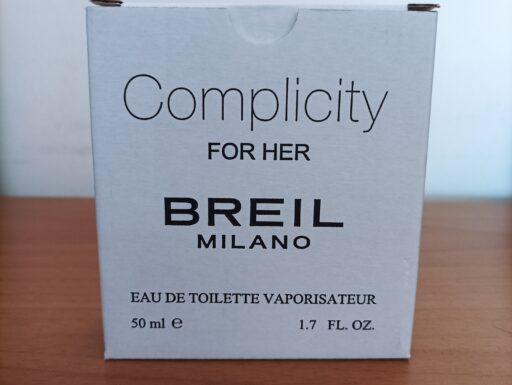 Complicity
FOR HER
BREIL
MILANO
EAU DE TOILETTE VAPORISATEUR
50 ml ℮ 1.7 FL. OZ.